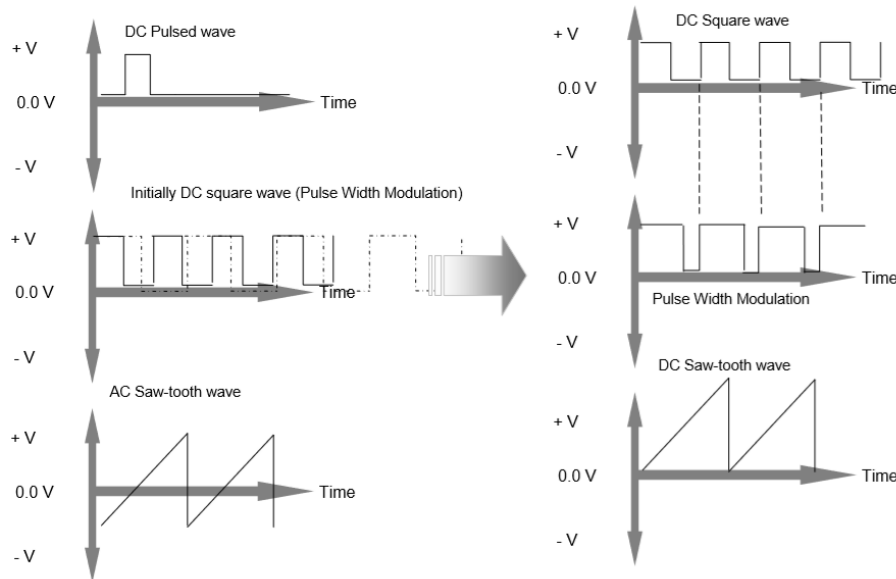 DC Pulsed wave
+ V
0.0 V
Time
- V
DC Square wave
+ V
0.0 V
Time
- V
Initially DC square wave (Pulse Width Modulation)
+ V
0.0 V
Time
- V
+ V
0.0 V
Time
Pulse Width Modulation
- V
AC Saw-tooth wave
+ V
0.0 V
Time
- V
DC Saw-tooth wave
+ V
0.0 V
Time
- V